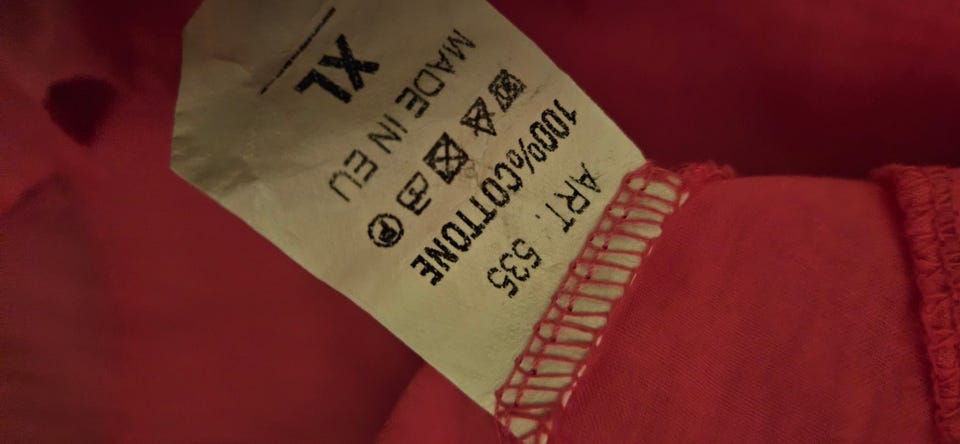 ART. 535
100%COTTONE
MADE IN EU
XL